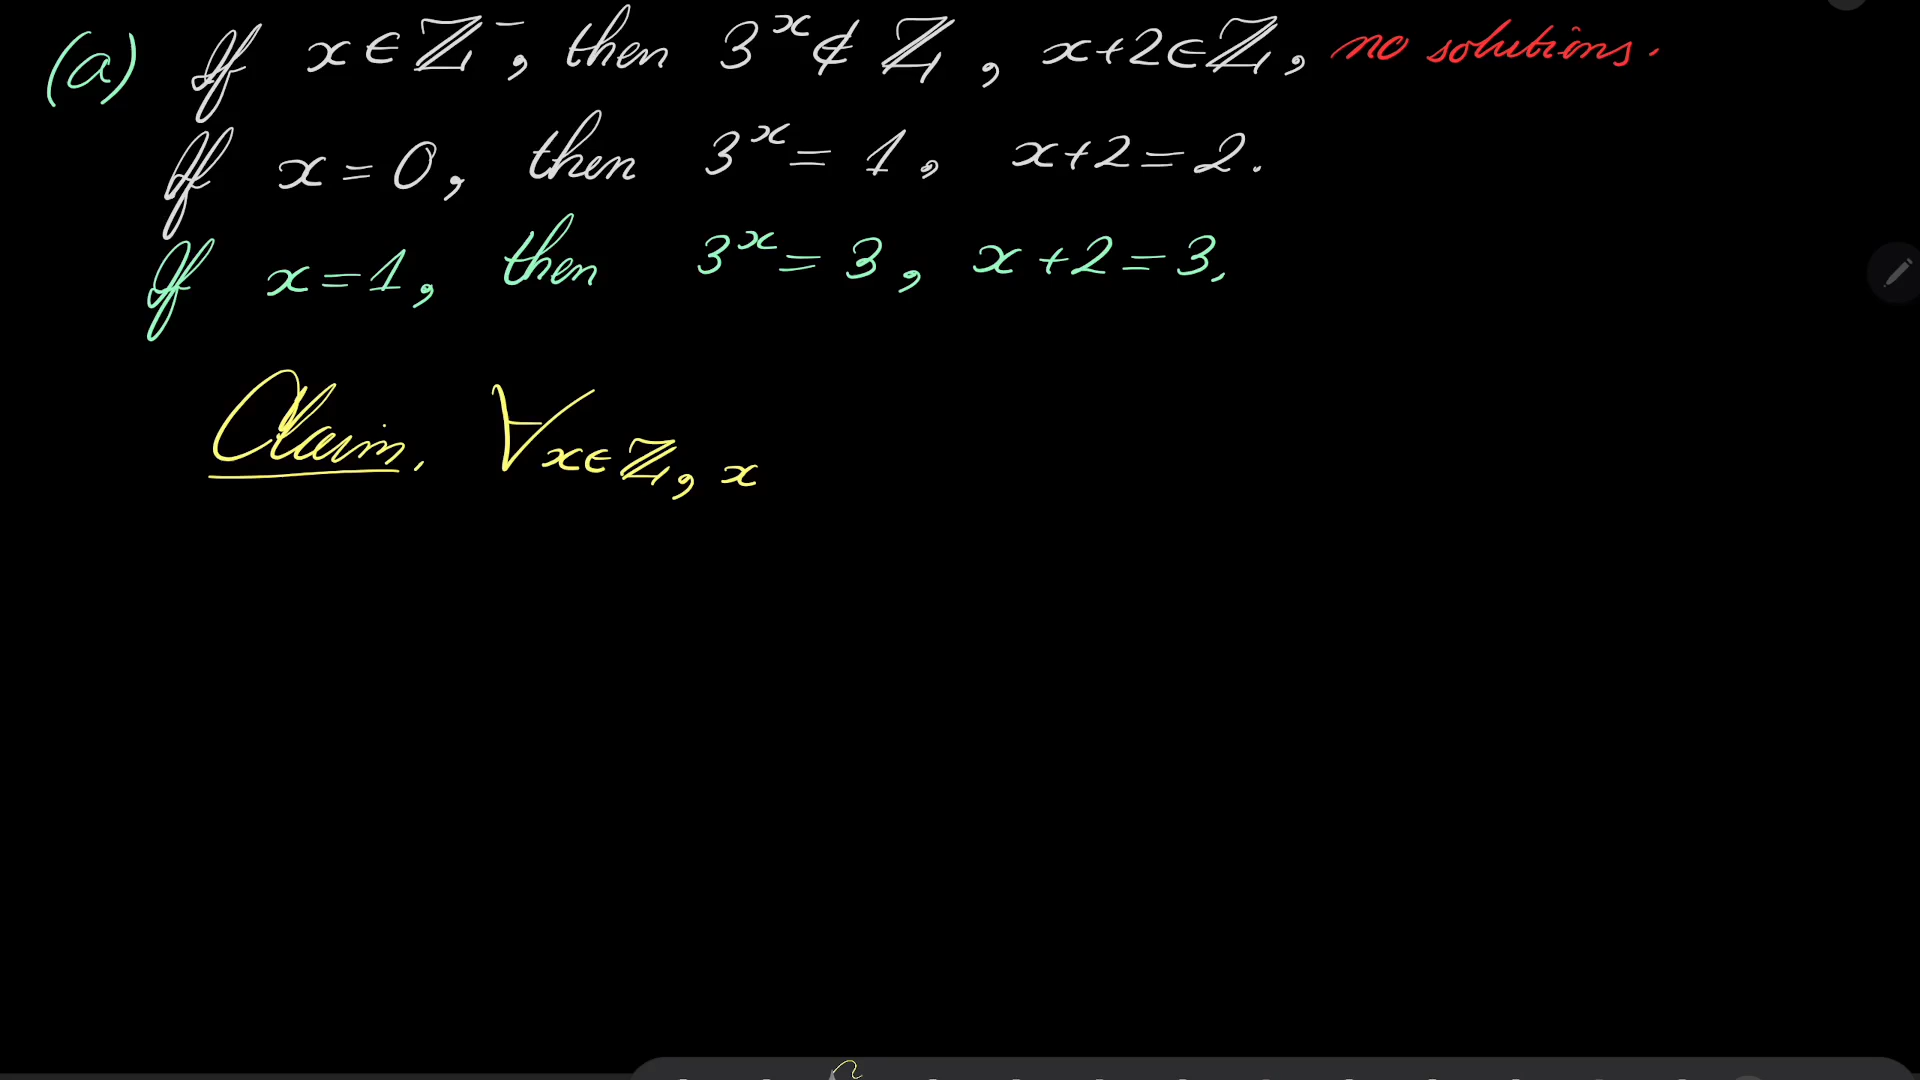 (a) If x ∈ ℤ⁻, then 3ˣ ∉ ℤ, x+2 ∈ ℤ, no solutions.
If x = 0, then 3ˣ = 1, x+2 = 2.
If x = 1, then 3ˣ = 3, x+2 = 3.
Claim. ∀x ∈ ℤ, x